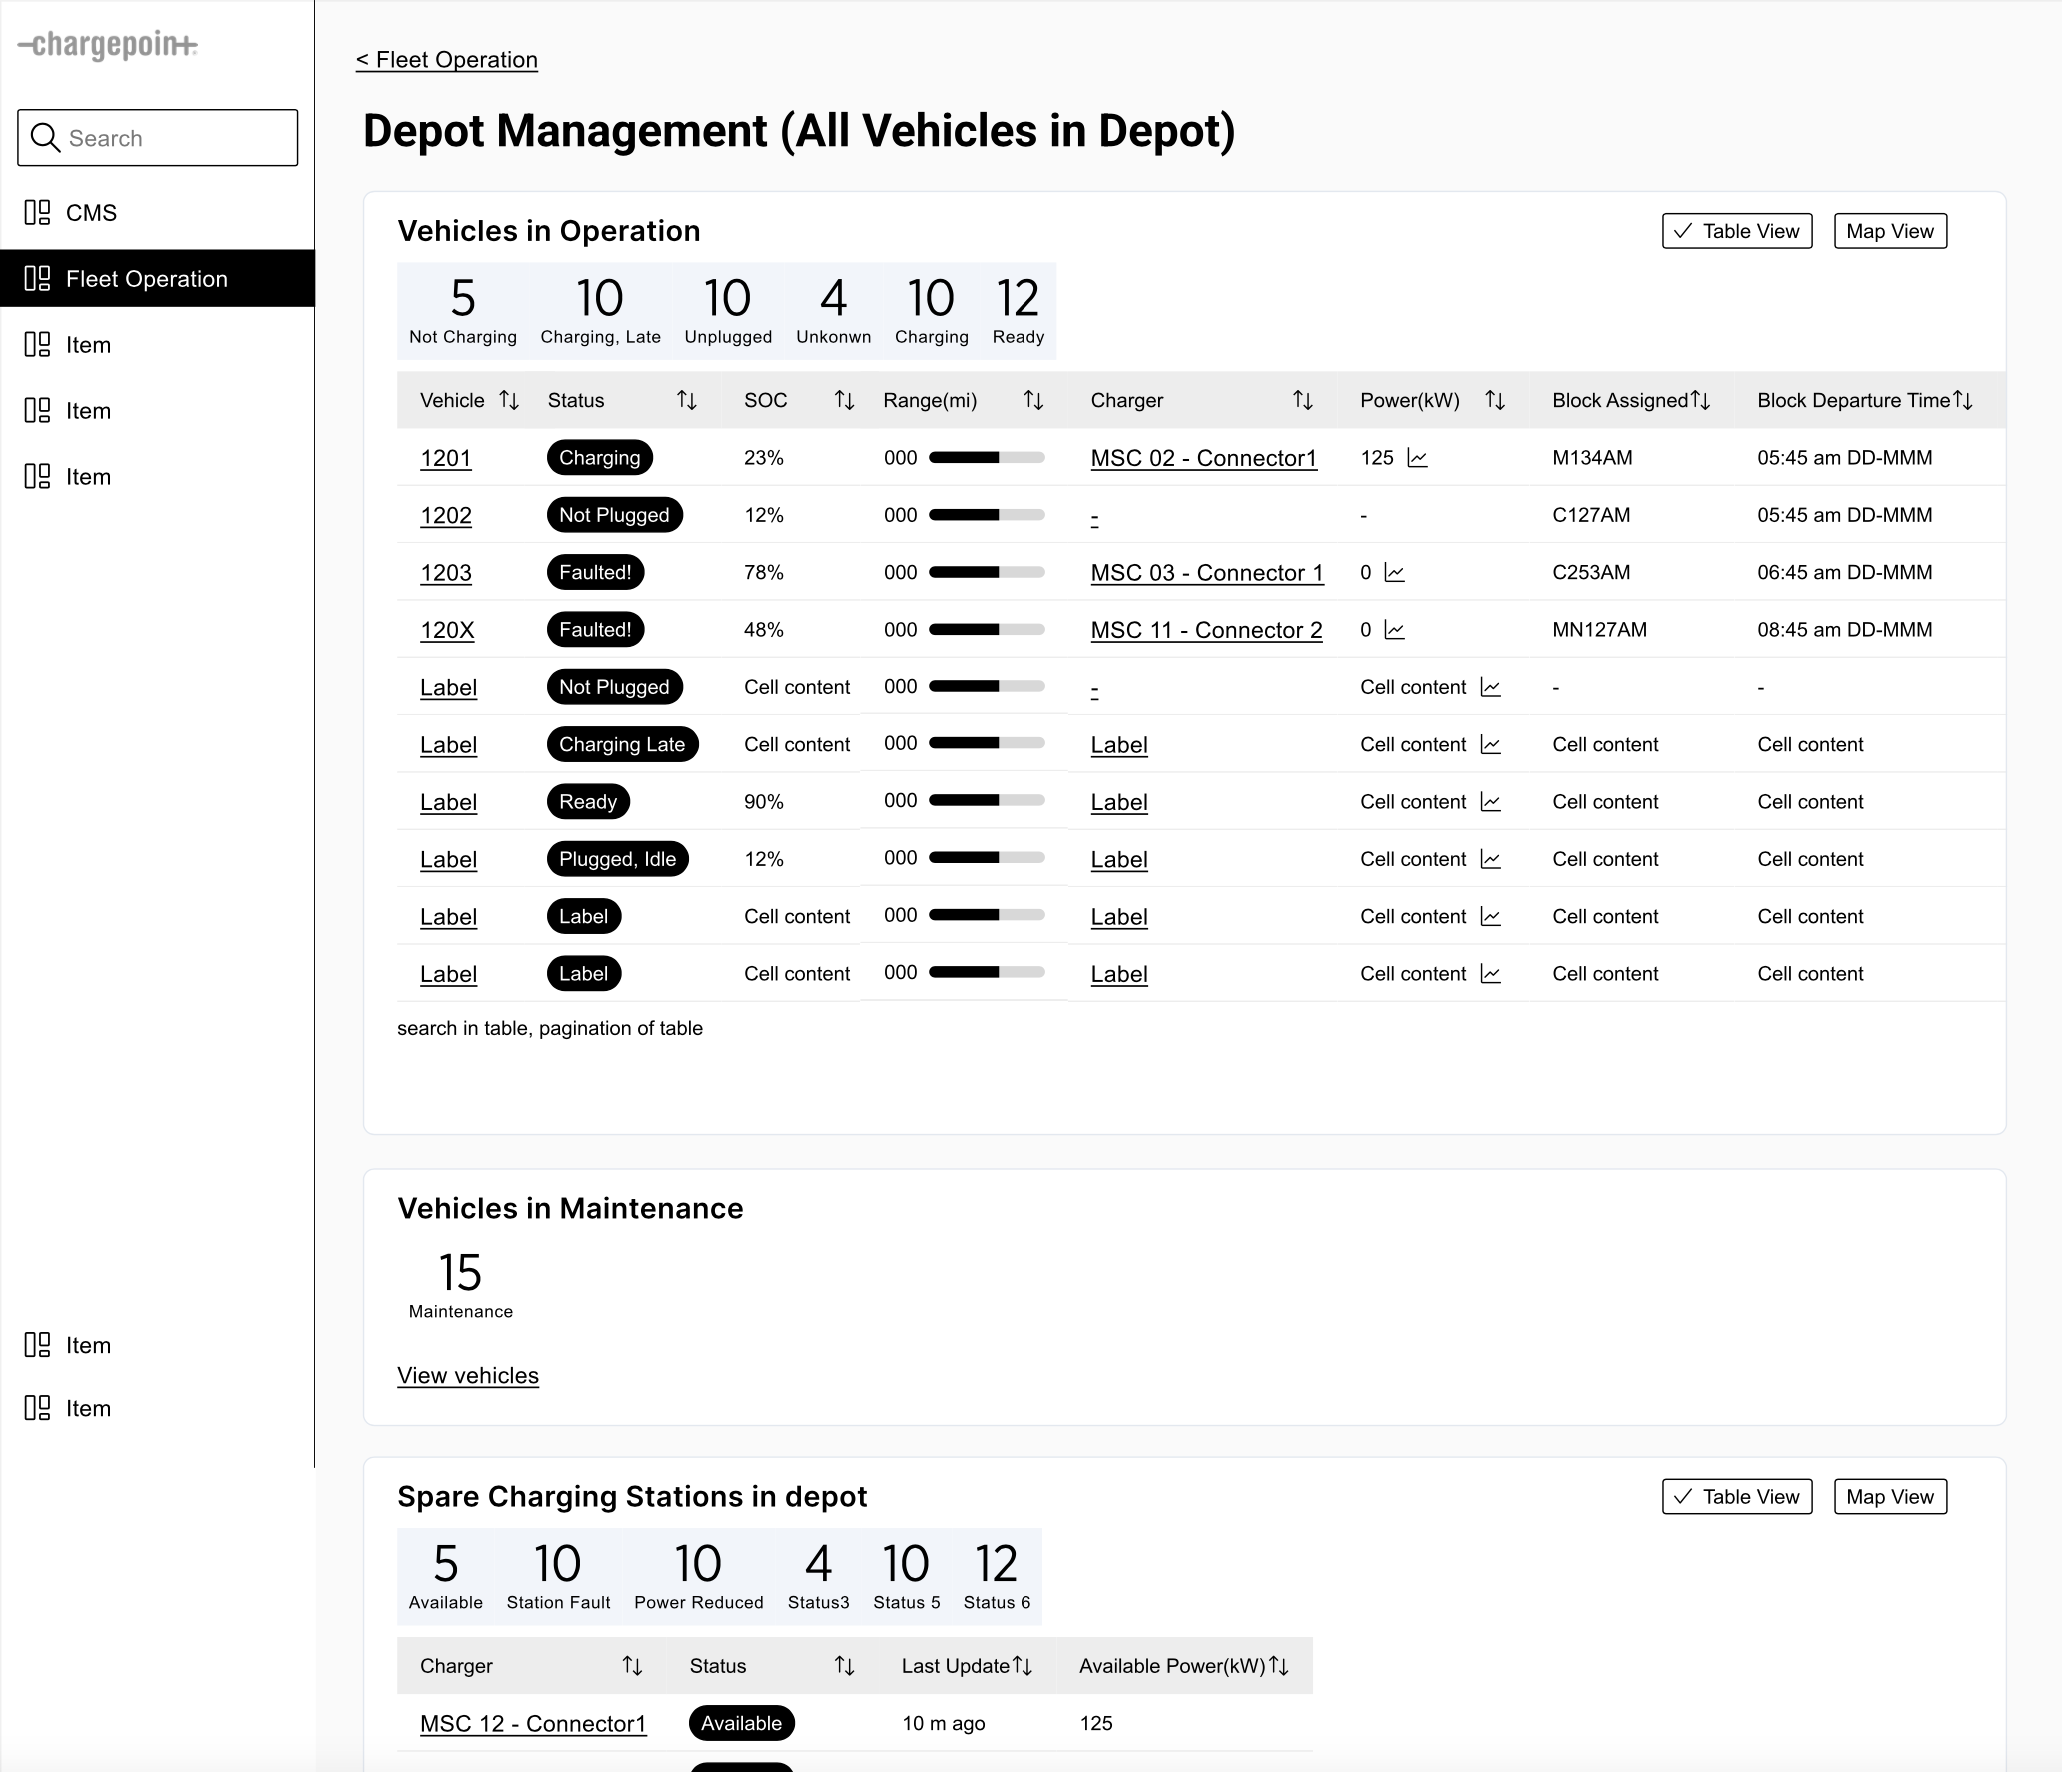 chargepoin+
Search
CMS
Fleet Operation
Item
Item
Item
Item
Item
< Fleet Operation
Depot Management (All Vehicles in Depot)
Vehicles in Operation
Table View Map View
5 10 10 4 10 12
Not Charging Charging, Late Unplugged Unkonwn Charging Ready
Vehicle Status SOC Range(mi) Charger Power(kW) Block Assigned Block Departure Time
1201 Charging 23% 000 MSC 02 - Connector1 125 M134AM 05:45 am DD-MMM
1202 Not Plugged 12% 000 - - C127AM 05:45 am DD-MMM
1203 Faulted! 78% 000 MSC 03 - Connector 1 0 C253AM 06:45 am DD-MMM
120X Faulted! 48% 000 MSC 11 - Connector 2 0 MN127AM 08:45 am DD-MMM
Label Not Plugged Cell content 000 - Cell content - -
Label Charging Late Cell content 000 Label Cell content Cell content Cell content
Label Ready 90% 000 Label Cell content Cell content Cell content
Label Plugged, Idle 12% 000 Label Cell content Cell content Cell content
Label Label Cell content 000 Label Cell content Cell content Cell content
Label Label Cell content 000 Label Cell content Cell content Cell content
search in table, pagination of table
Vehicles in Maintenance
15
Maintenance
View vehicles
Spare Charging Stations in depot
Table View Map View
5 10 10 4 10 12
Available Station Fault Power Reduced Status3 Status 5 Status 6
Charger Status Last Update Available Power(kW)
MSC 12 - Connector1 Available 10 m ago 125